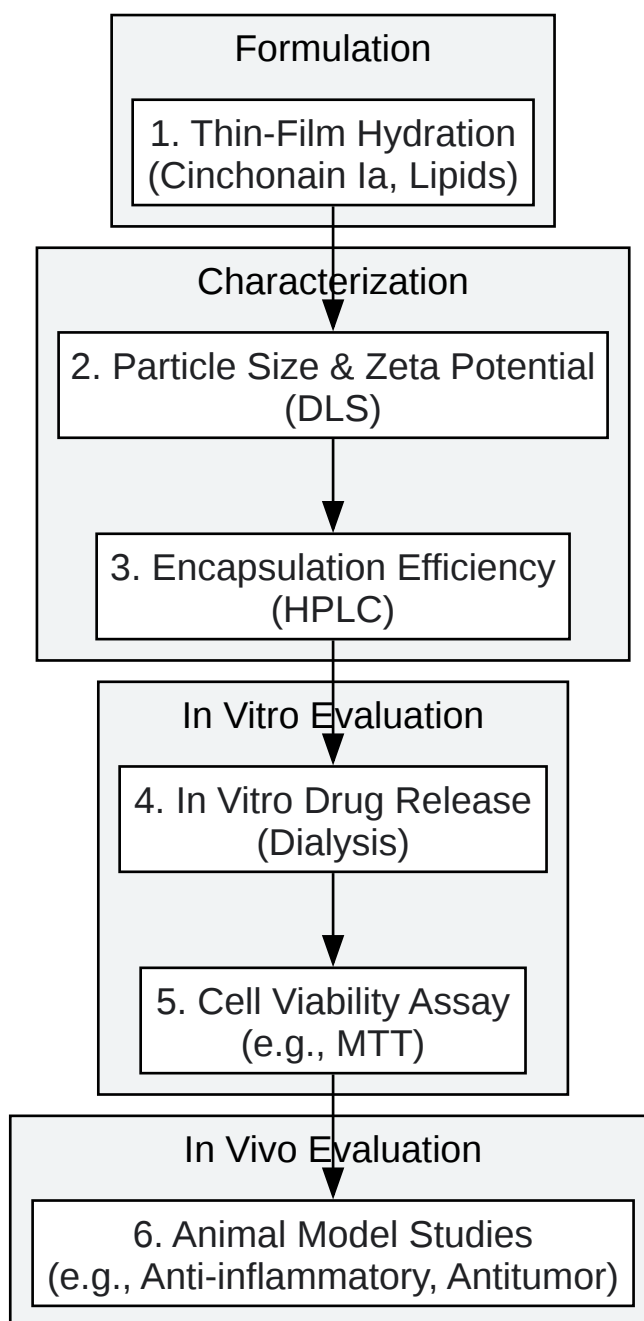 Formulation
1. Thin-Film Hydration
(Cinchonain Ia, Lipids)
Characterization
2. Particle Size & Zeta Potential
(DLS)
3. Encapsulation Efficiency
(HPLC)
In Vitro Evaluation
4. In Vitro Drug Release
(Dialysis)
5. Cell Viability Assay
(e.g., MTT)
In Vivo Evaluation
6. Animal Model Studies
(e.g., Anti-inflammatory, Antitumor)